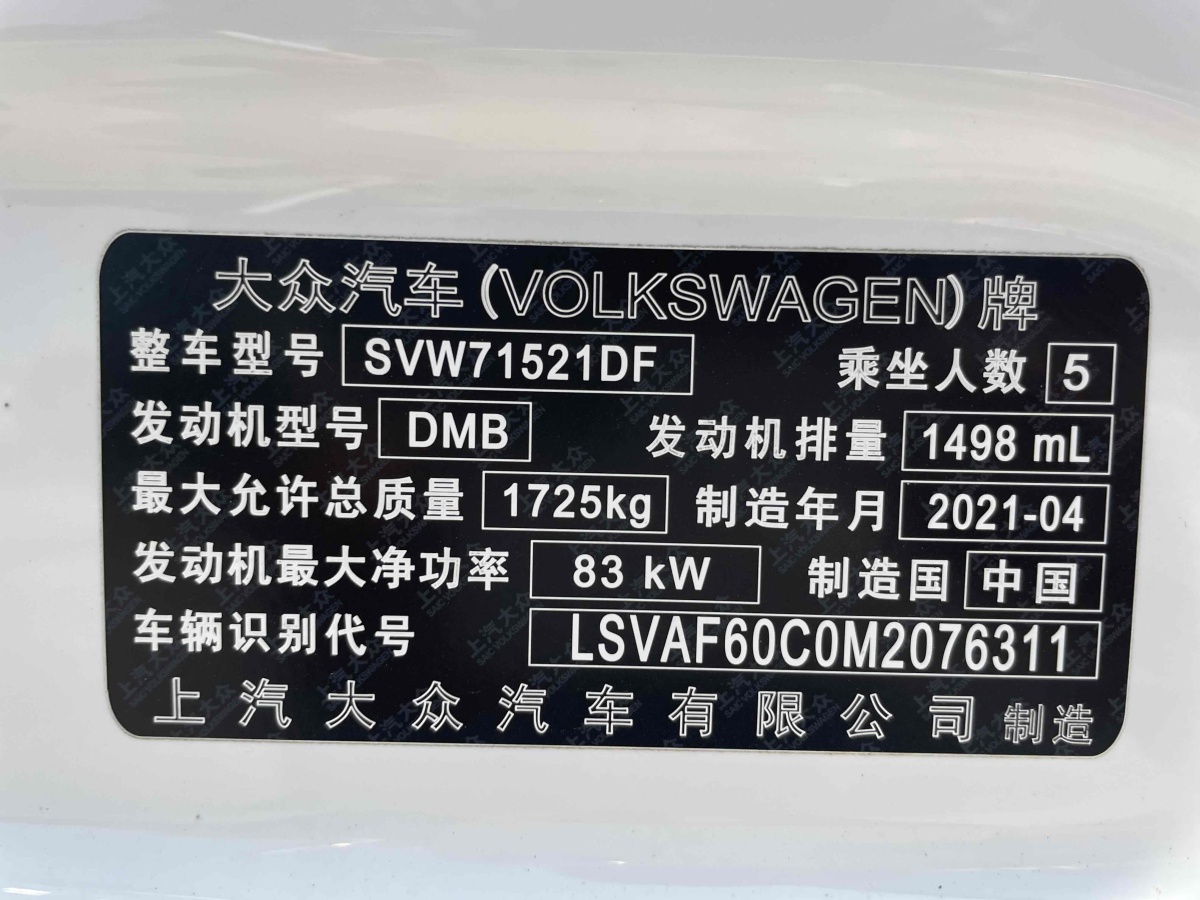 大众汽车(VOLKSWAGEN)牌
整车型号 SVW71521DF 乘坐人数 5
发动机型号 DMB 发动机排量 1498 mL
最大允许总质量 1725kg 制造年月 2021-04
发动机最大净功率 83 kW 制造国 中国
车辆识别代号 LSVAF60C0M2076311
上汽大众汽车有限公司 制造